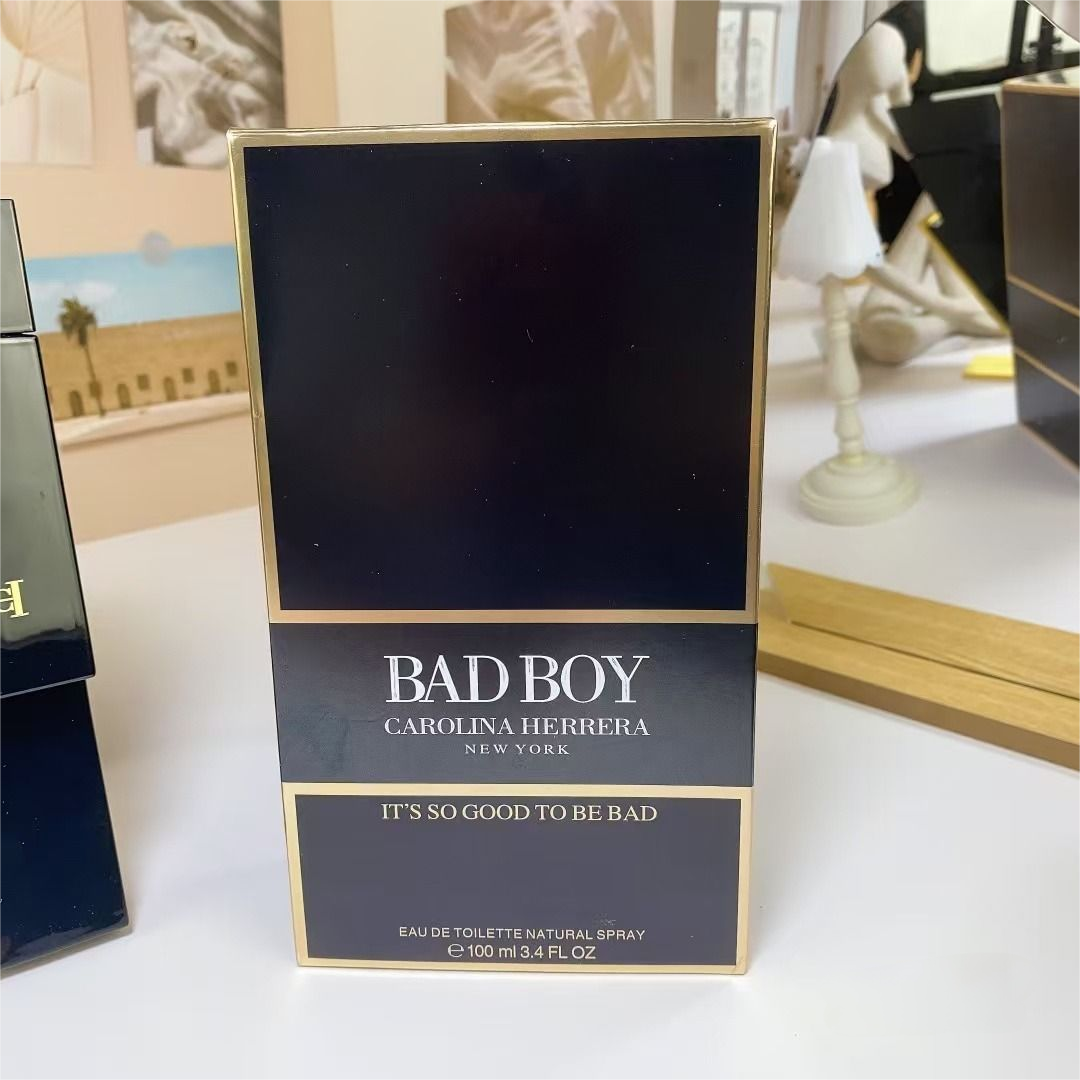 BAD BOY
CAROLINA HERRERA
NEW YORK
IT'S SO GOOD TO BE BAD
EAU DE TOILETTE NATURAL SPRAY
℮ 100 ml 3.4 FL OZ